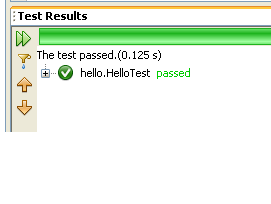 Test Results
The test passed.(0.125 s)
hello.HelloTest passed